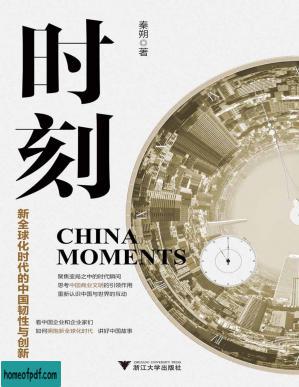 时刻
秦朔
著
CHINA
MOMENTS
新全球化时代的中国韧性与创新
聚焦变局之中的时代瞬间
思考中国商业文明的引领作用
重新认识中国与世界的互动
看中国企业和企业家们
如何拥抱新全球化时代 讲好中国故事
浙江大学出版社
ZHEJIANG UNIVERSITY PRESS
homeofpdf.com